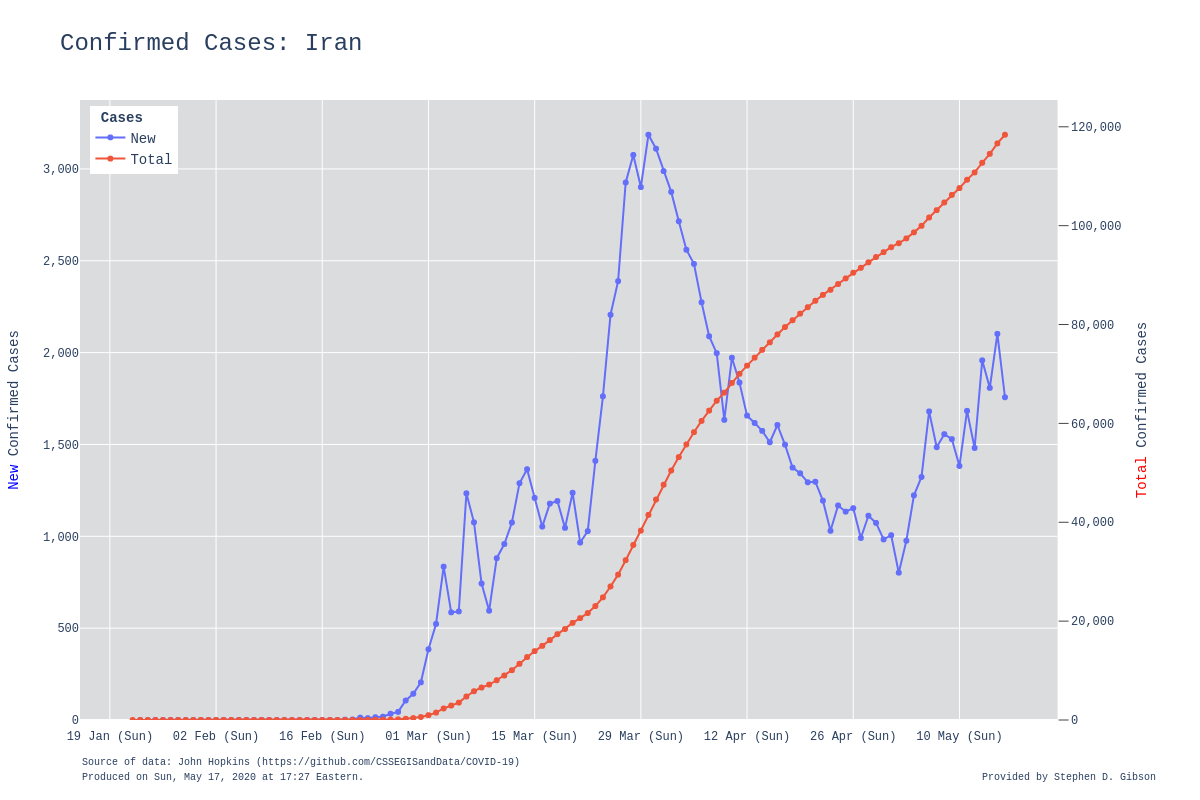 Confirmed Cases: Iran
Cases
New
Total
3,000
2,500
2,000
1,500
1,000
500
0
New Confirmed Cases
120,000
100,000
80,000
60,000
40,000
20,000
0
Total Confirmed Cases
19 Jan (Sun) 02 Feb (Sun) 16 Feb (Sun) 01 Mar (Sun) 15 Mar (Sun) 29 Mar (Sun) 12 Apr (Sun) 26 Apr (Sun) 10 May (Sun)
Source of data: John Hopkins (https://github.com/CSSEGISandData/COVID-19)
Produced on Sun, May 17, 2020 at 17:27 Eastern.
Provided by Stephen D. Gibson